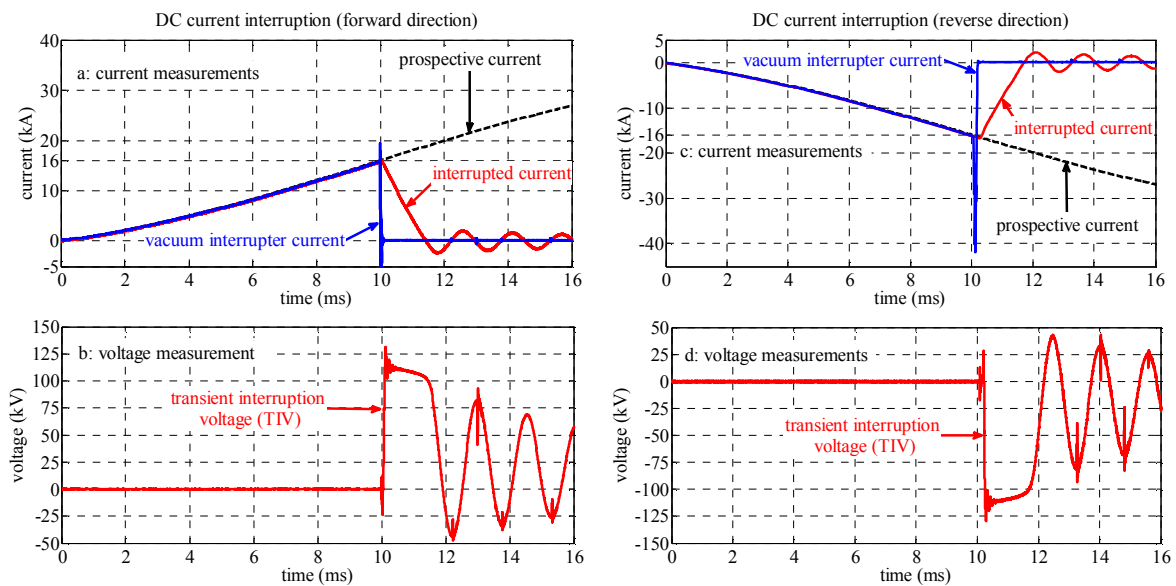 DC current interruption (forward direction)
40
30
20
16
10
0
-5
current (kA)
a: current measurements
prospective current
interrupted current
vacuum interrupter current
0 2 4 6 8 10 12 14 16
time (ms)
150
125
100
75
50
25
0
-25
-50
voltage (kV)
b: voltage measurement
transient interruption
voltage (TIV)
0 2 4 6 8 10 12 14 16
time (ms)
DC current interruption (reverse direction)
5
0
-10
-16
-20
-30
-40
current (kA)
vacuum interrupter current
interrupted current
c: current measurements
prospective current
0 2 4 6 8 10 12 14 16
time (ms)
50
25
0
-25
-50
-75
-100
-125
-150
voltage (kV)
d: voltage measurements
transient interruption
voltage (TIV)
0 2 4 6 8 10 12 14 16
time (ms)